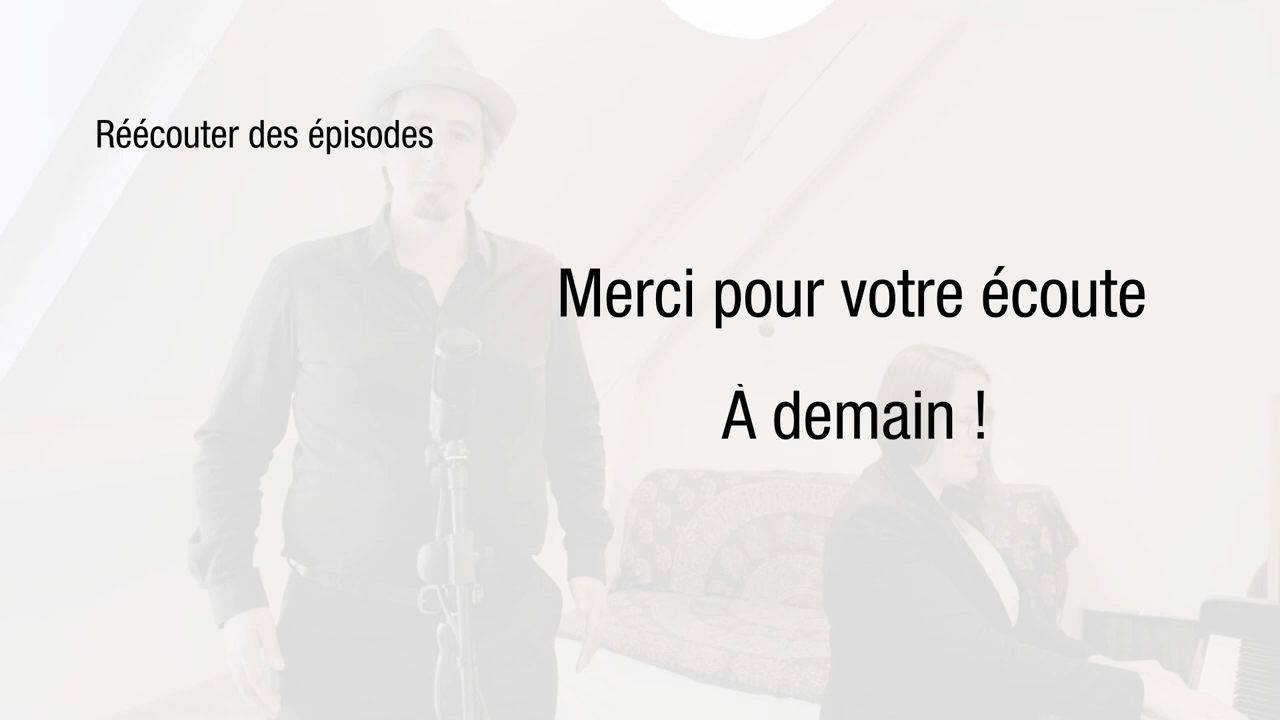 Réécouter des épisodes
Merci pour votre écoute
À demain !